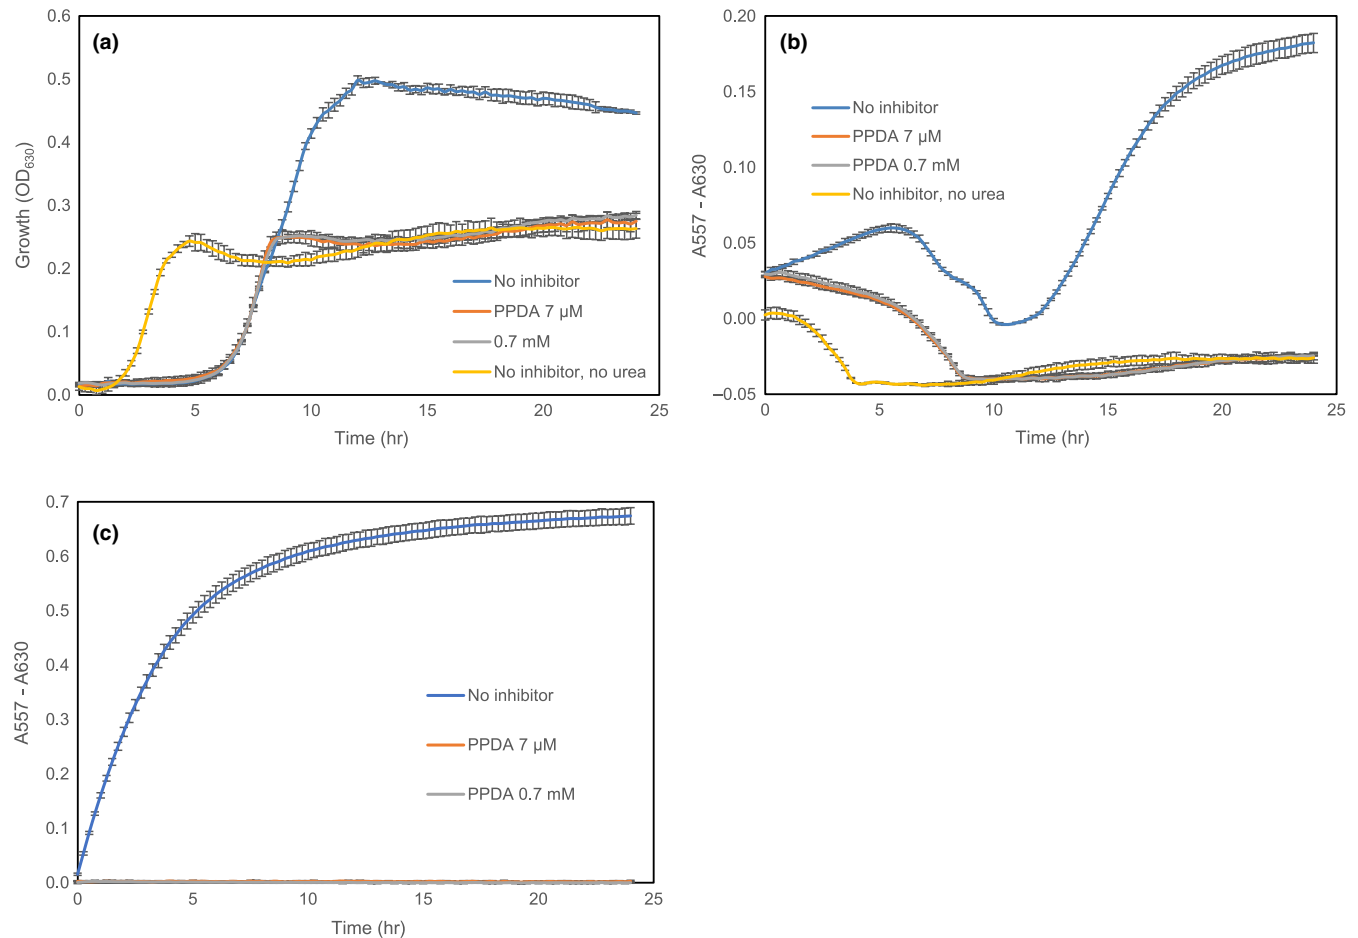 (a)
0.6
0.5
0.4
0.3
0.2
0.1
0.0
Growth (OD630)
No inhibitor
PPDA 7 µM
0.7 mM
No inhibitor, no urea
0 5 10 15 20 25
Time (hr)
(b)
0.20
0.15
0.10
0.05
0.00
–0.05
A557 - A630
No inhibitor
PPDA 7 µM
PPDA 0.7 mM
No inhibitor, no urea
0 5 10 15 20 25
Time (hr)
(c)
0.7
0.6
0.5
0.4
0.3
0.2
0.1
0.0
A557 - A630
No inhibitor
PPDA 7 µM
PPDA 0.7 mM
0 5 10 15 20 25
Time (hr)